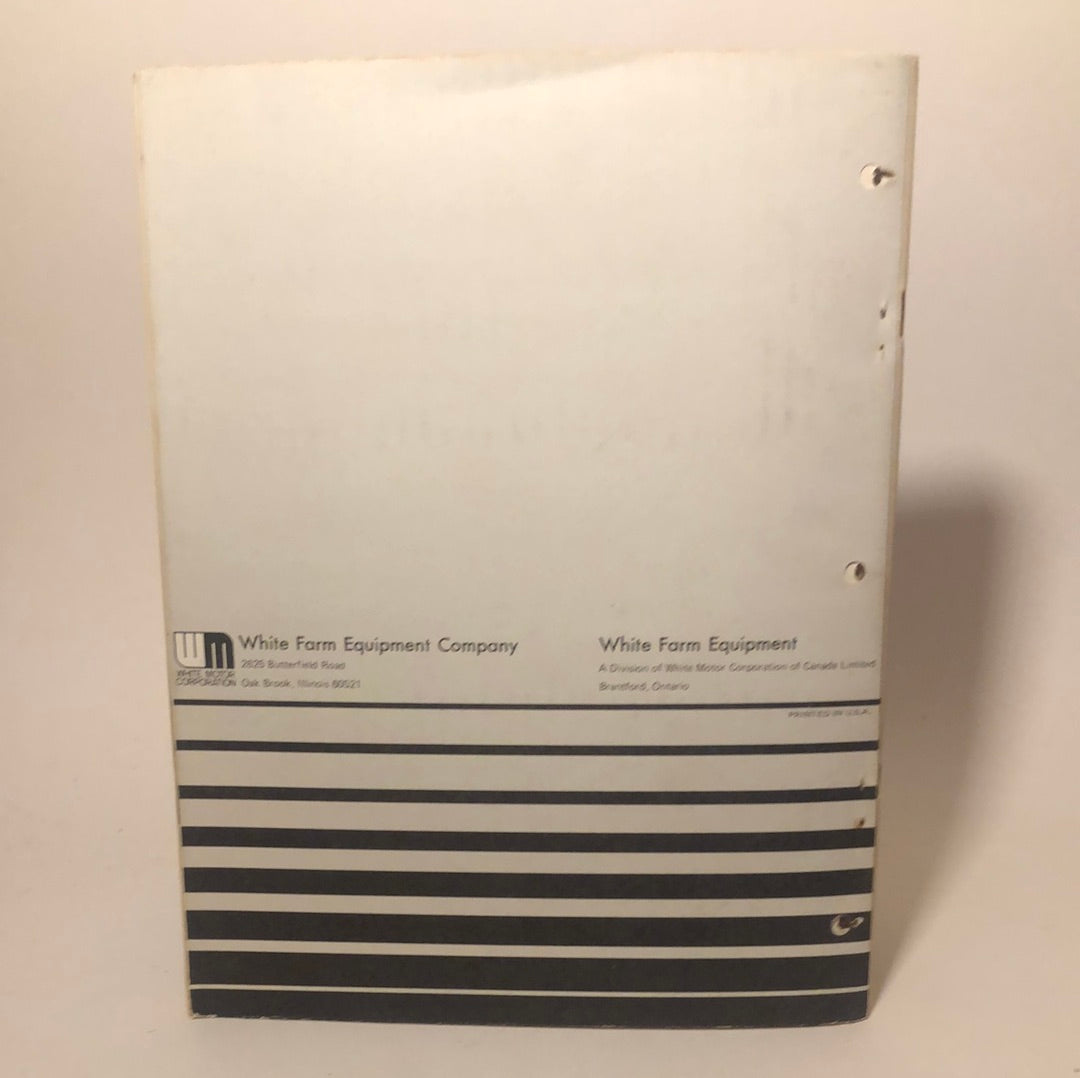 WM
WHITE MOTOR
CORPORATION
White Farm Equipment Company
2625 Butterfield Road
Oak Brook, Illinois 60521
White Farm Equipment
A Division of White Motor Corporation of Canada Limited
Brantford, Ontario
PRINTED IN U.S.A.